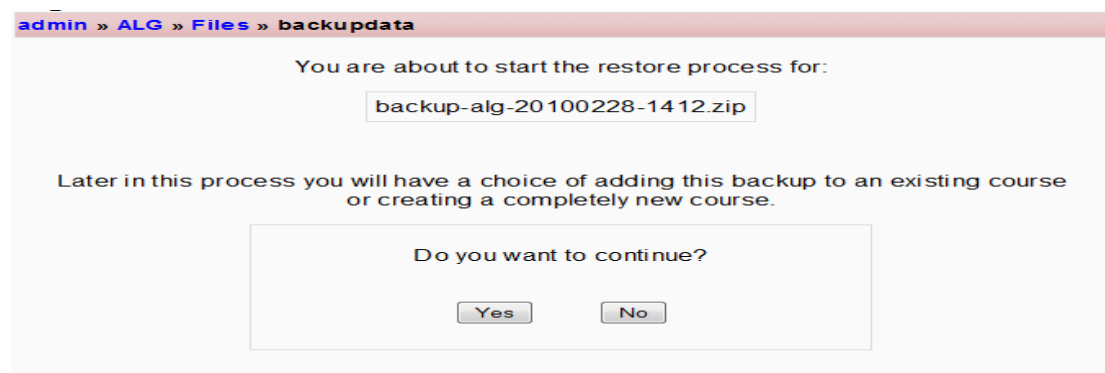 admin » ALG » Files » backupdata
You are about to start the restore process for:
backup-alg-20100228-1412.zip
Later in this process you will have a choice of adding this backup to an existing course
or creating a completely new course.
Do you want to continue?
Yes No